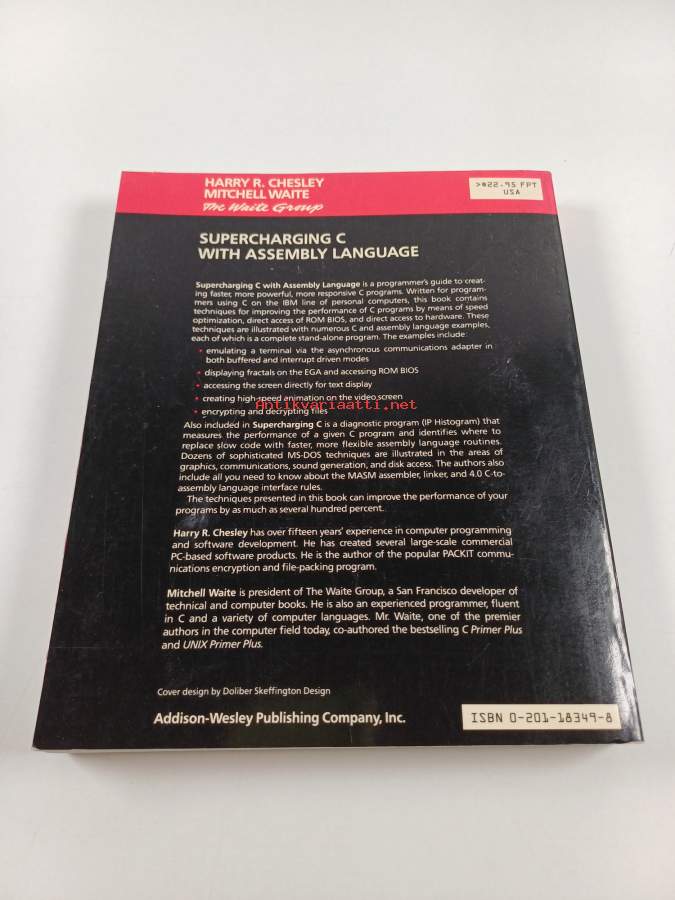 HARRY R. CHESLEY
MITCHELL WAITE
The Waite Group
>$22.95 FPT
USA
SUPERCHARGING C
WITH ASSEMBLY LANGUAGE
Supercharging C with Assembly Language is a programmer's guide to creat-
ing faster, more powerful, more responsive C programs. Written for program-
mers using C on the IBM line of personal computers, this book contains
techniques for improving the performance of C programs by means of speed
optimization, direct access of ROM BIOS, and direct access to hardware. These
techniques are illustrated with numerous C and assembly language examples,
each of which is a complete stand-alone program. The examples include:
• emulating a terminal via the asynchronous communications adapter in
both buffered and interrupt driven modes
• displaying fractals on the EGA and accessing ROM BIOS
• accessing the screen directly for text display
• creating high-speed animation on the video screen
• encrypting and decrypting files
Antikvariaatti.net
Also included in Supercharging C is a diagnostic program (IP Histogram) that
measures the performance of a given C program and identifies where to
replace slow code with faster, more flexible assembly language routines.
Dozens of sophisticated MS-DOS techniques are illustrated in the areas of
graphics, communications, sound generation, and disk access. The authors also
include all you need to know about the MASM assembler, linker, and 4.0 C-to-
assembly language interface rules.
The techniques presented in this book can improve the performance of your
programs by as much as several hundred percent.
Harry R. Chesley has over fifteen years' experience in computer programming
and software development. He has created several large-scale commercial
PC-based software products. He is the author of the popular PACKIT commu-
nications encryption and file-packing program.
Mitchell Waite is president of The Waite Group, a San Francisco developer of
technical and computer books. He is also an experienced programmer, fluent
in C and a variety of computer languages. Mr. Waite, one of the premier
authors in the computer field today, co-authored the bestselling C Primer Plus
and UNIX Primer Plus.
Cover design by Doliber Skeffington Design
Addison-Wesley Publishing Company, Inc.
ISBN 0-201-18349-8